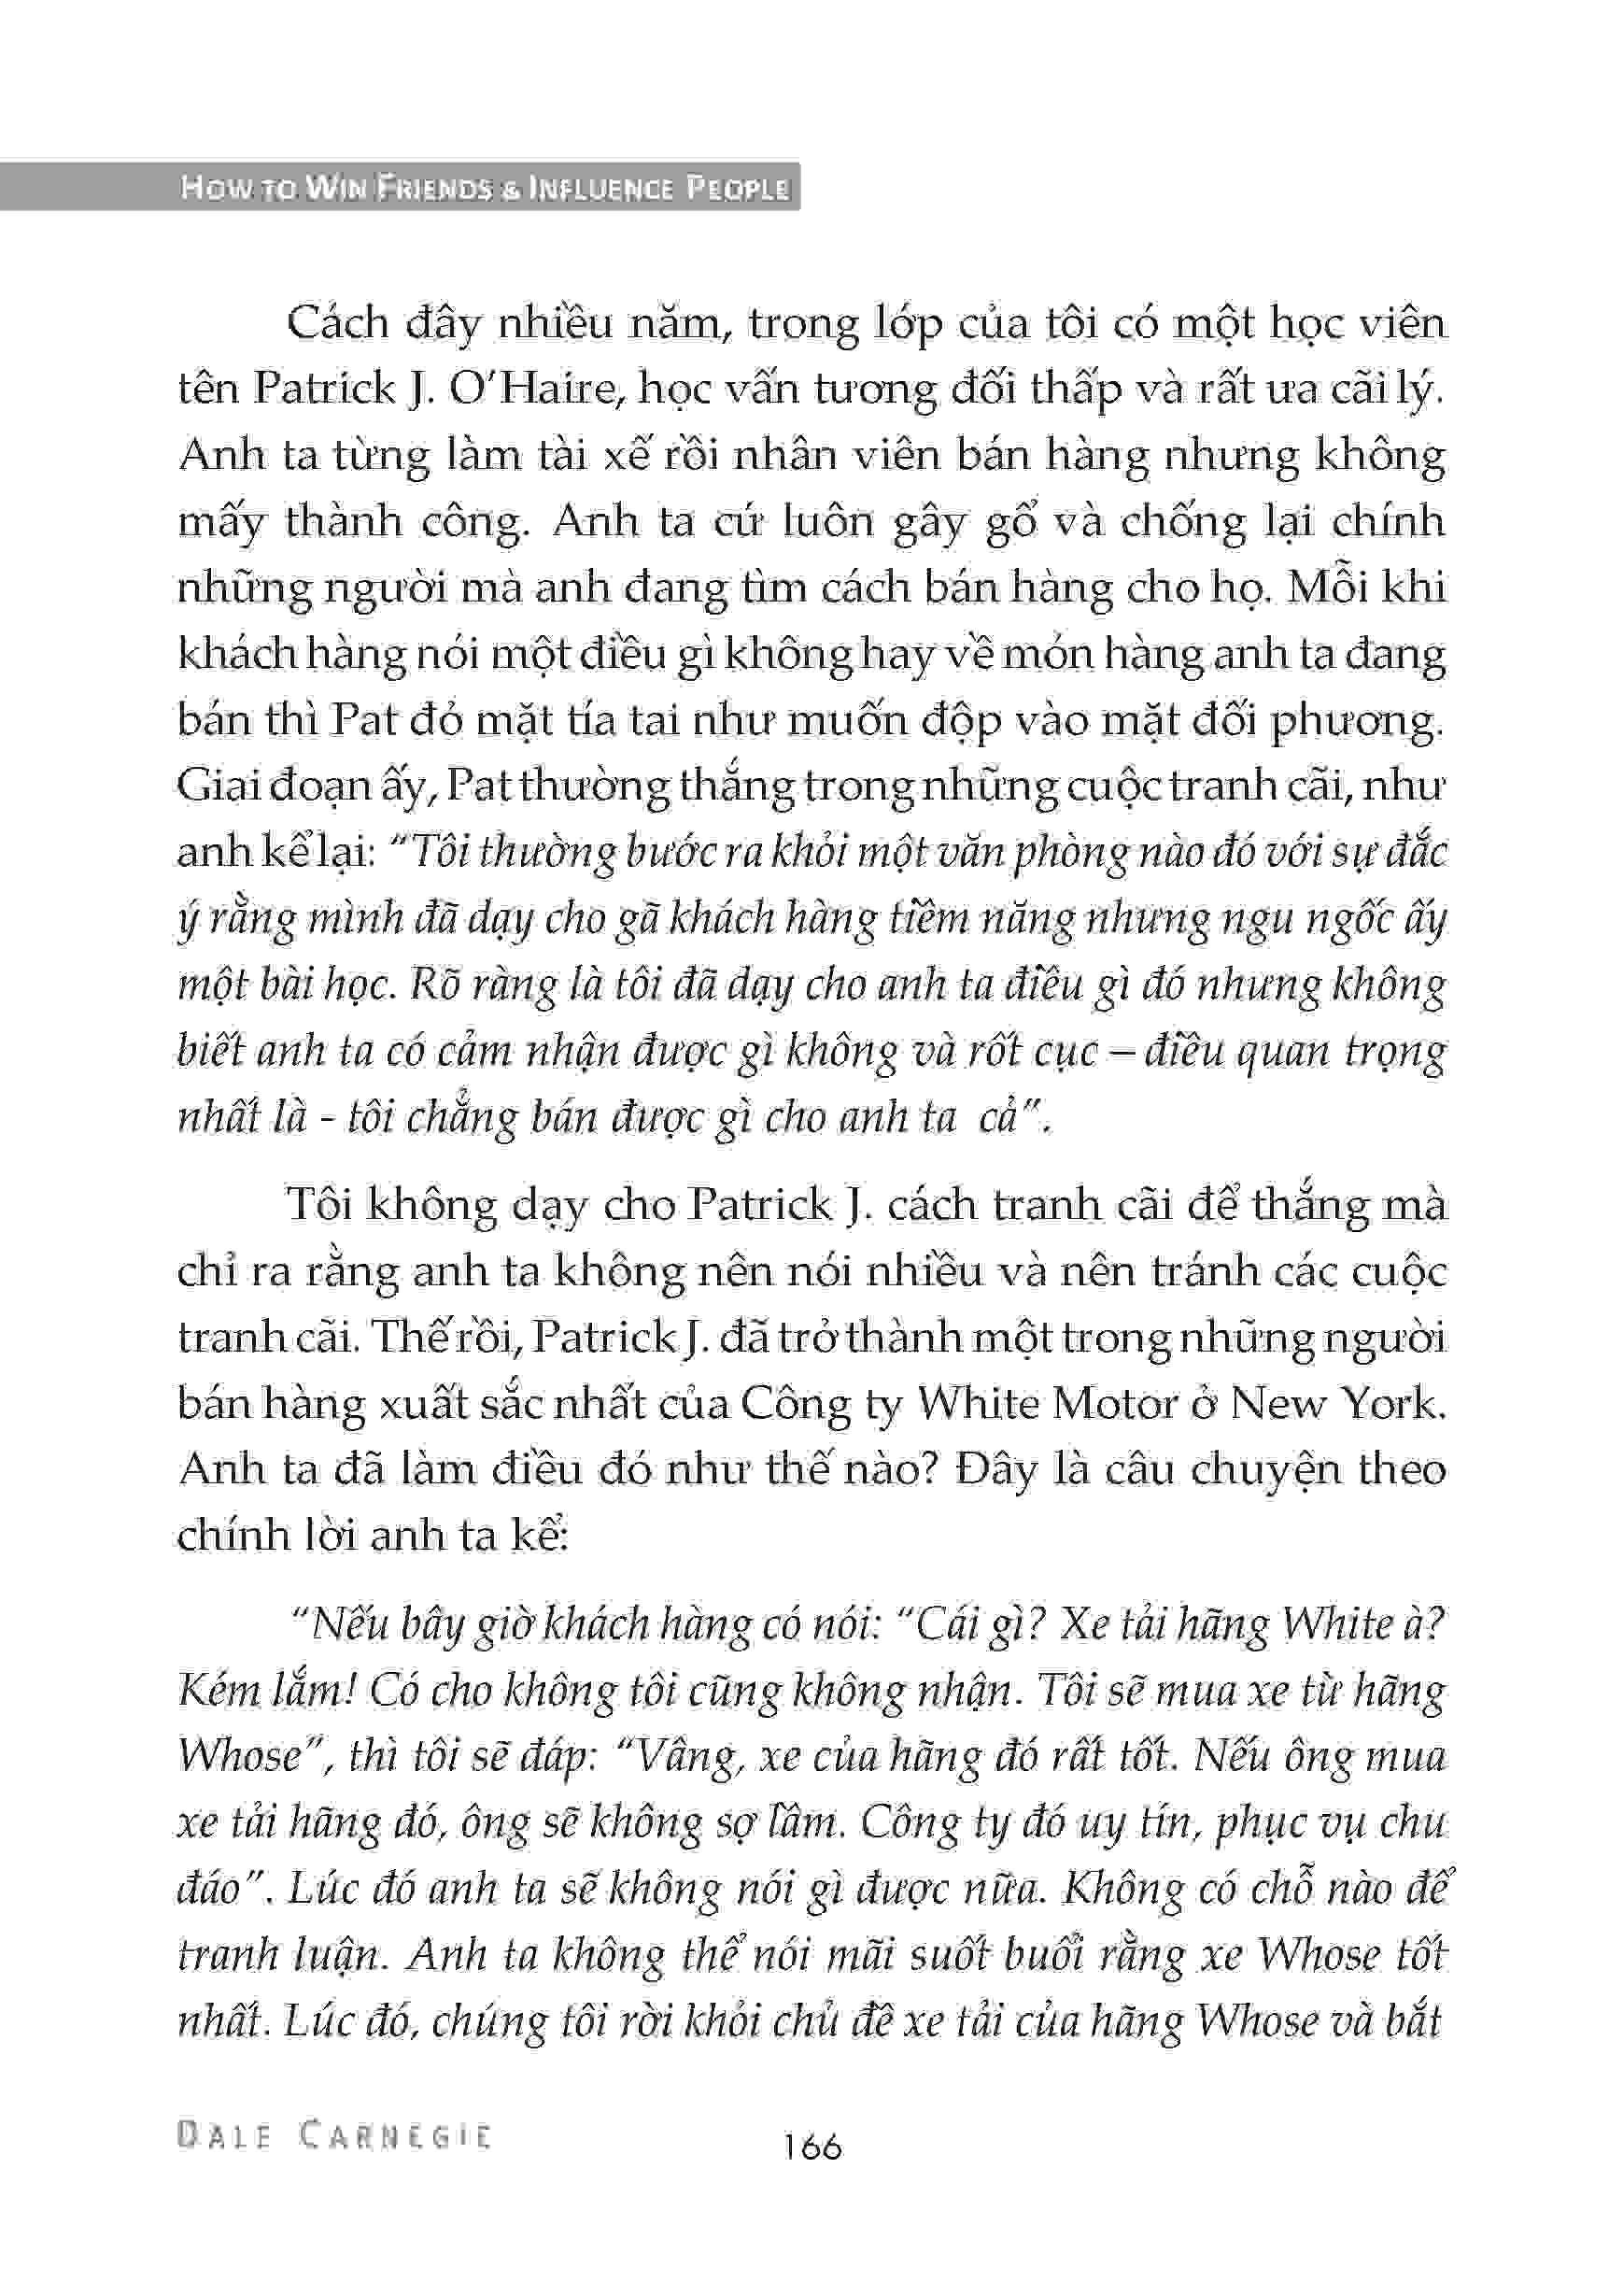 HOW TO WIN FRIENDS & INFLUENCE PEOPLE
Cách đây nhiều năm, trong lớp của tôi có một học viên
tên Patrick J. O’Haire, học vấn tương đối thấp và rất ưa cãi lý.
Anh ta từng làm tài xế rồi nhân viên bán hàng nhưng không
mấy thành công. Anh ta cứ luôn gây gổ và chống lại chính
những người mà anh đang tìm cách bán hàng cho họ. Mỗi khi
khách hàng nói một điều gì không hay về món hàng anh ta đang
bán thì Pat đỏ mặt tía tai như muốn độp vào mặt đối phương.
Giai đoạn ấy, Pat thường thắng trong những cuộc tranh cãi, như
anh kể lại: “Tôi thường bước ra khỏi một văn phòng nào đó với sự đắc
ý rằng mình đã dạy cho gã khách hàng tiềm năng nhưng ngu ngốc ấy
một bài học. Rõ ràng là tôi đã dạy cho anh ta điều gì đó nhưng không
biết anh ta có cảm nhận được gì không và rốt cục – điều quan trọng
nhất là - tôi chẳng bán được gì cho anh ta cả”.
Tôi không dạy cho Patrick J. cách tranh cãi để thắng mà
chỉ ra rằng anh ta không nên nói nhiều và nên tránh các cuộc
tranh cãi. Thế rồi, Patrick J. đã trở thành một trong những người
bán hàng xuất sắc nhất của Công ty White Motor ở New York.
Anh ta đã làm điều đó như thế nào? Đây là câu chuyện theo
chính lời anh ta kể:
“Nếu bây giờ khách hàng có nói: “Cái gì? Xe tải hãng White à?
Kém lắm! Có cho không tôi cũng không nhận. Tôi sẽ mua xe từ hãng
Whose”, thì tôi sẽ đáp: “Vâng, xe của hãng đó rất tốt. Nếu ông mua
xe tải hãng đó, ông sẽ không sợ lầm. Công ty đó uy tín, phục vụ chu
đáo”. Lúc đó anh ta sẽ không nói gì được nữa. Không có chỗ nào để
tranh luận. Anh ta không thể nói mãi suốt buổi rằng xe Whose tốt
nhất. Lúc đó, chúng tôi rời khỏi chủ đề xe tải của hãng Whose và bắt
DALE CARNEGIE
166